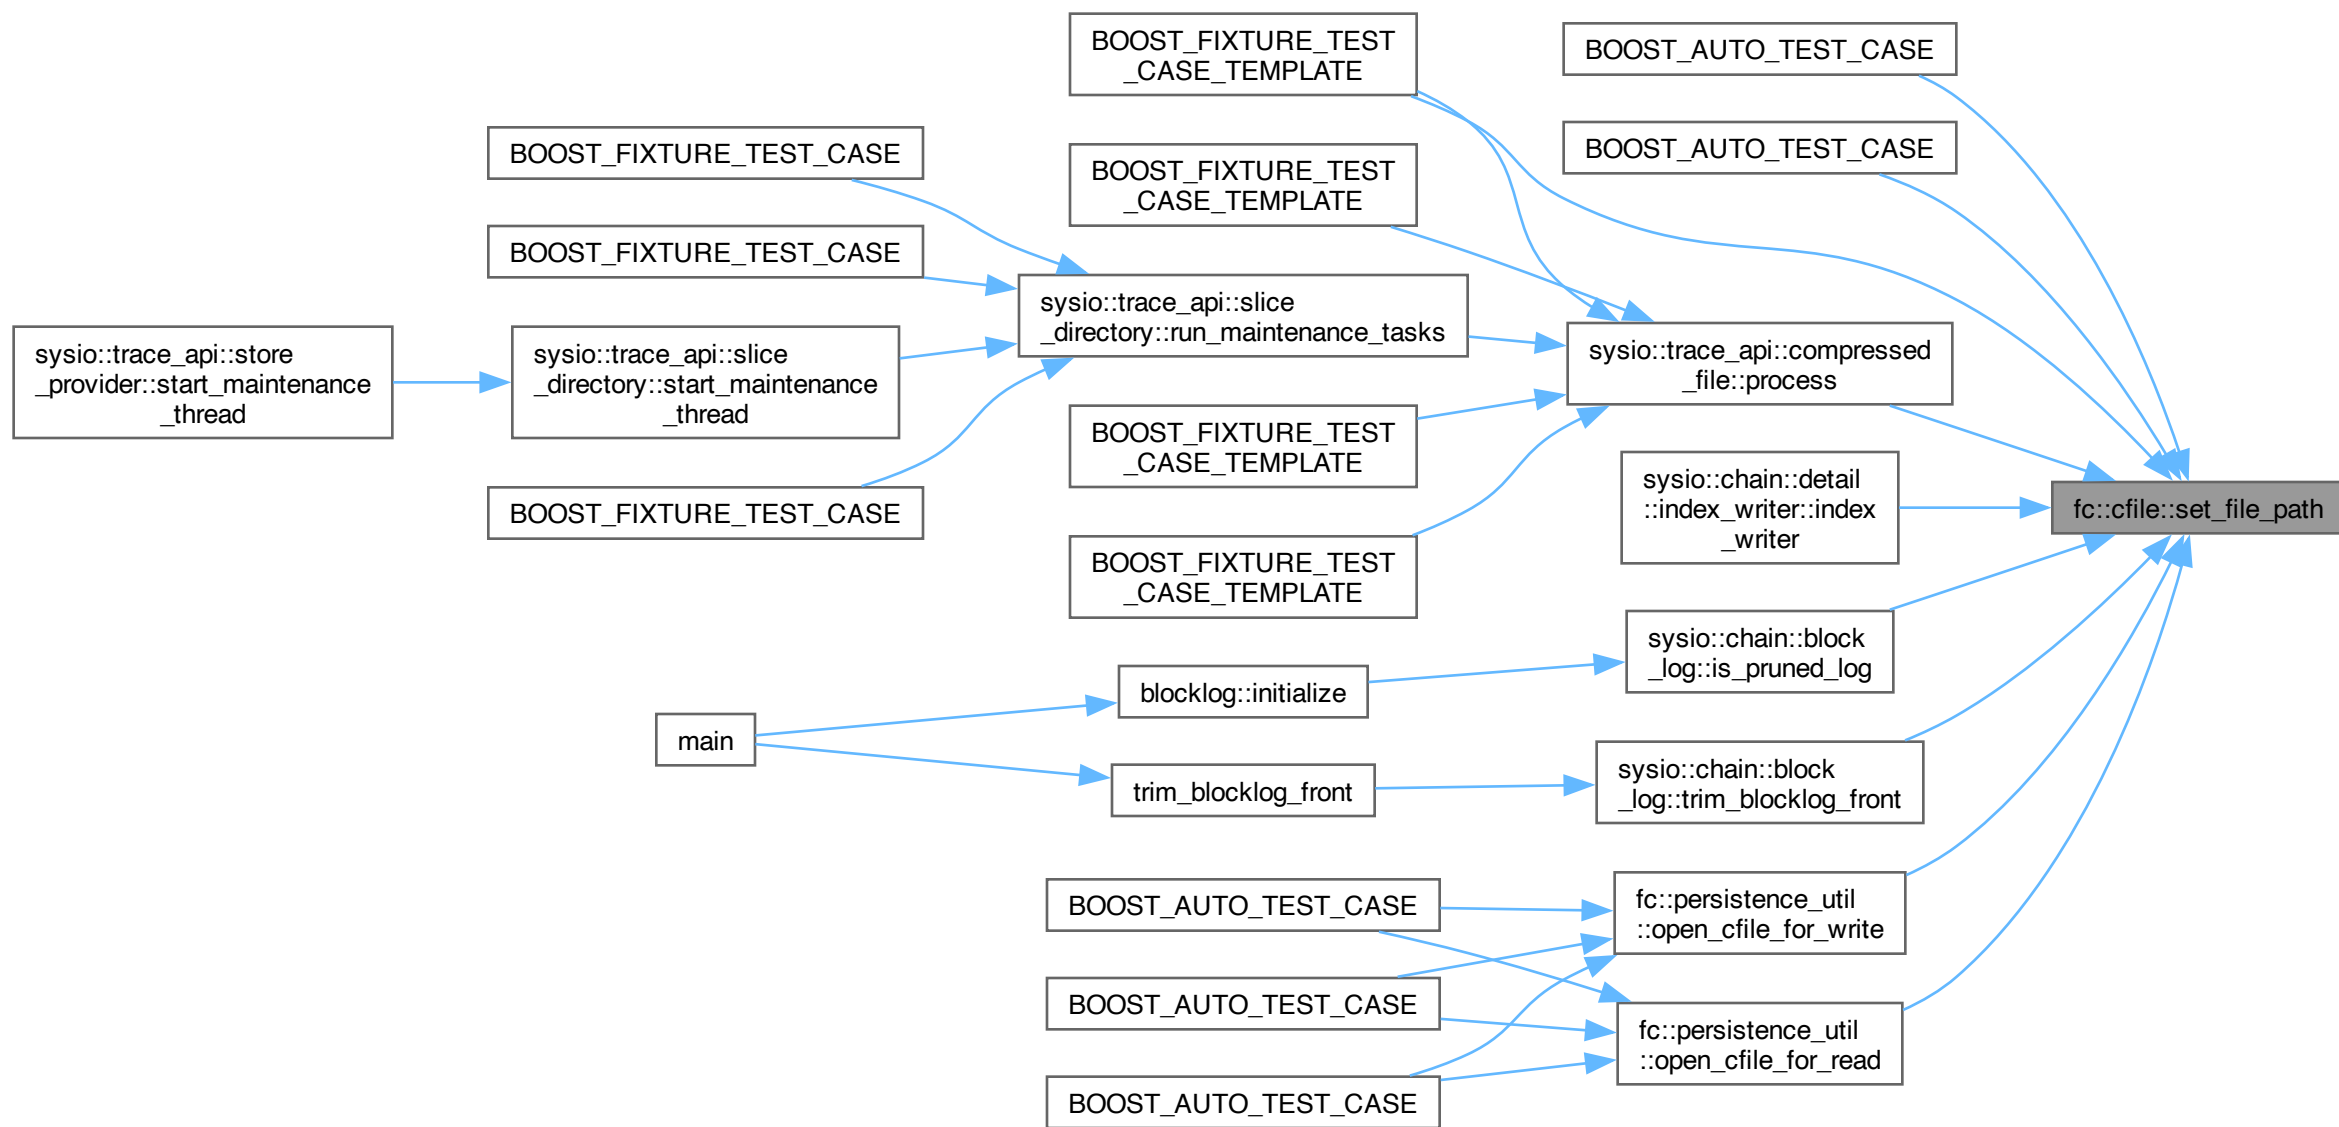 BOOST_FIXTURE_TEST
_CASE_TEMPLATE
BOOST_AUTO_TEST_CASE
BOOST_AUTO_TEST_CASE
BOOST_FIXTURE_TEST_CASE
BOOST_FIXTURE_TEST
_CASE_TEMPLATE
BOOST_FIXTURE_TEST_CASE
sysio::trace_api::slice
_directory::run_maintenance_tasks
sysio::trace_api::store
_provider::start_maintenance
_thread
sysio::trace_api::slice
_directory::start_maintenance
_thread
sysio::trace_api::compressed
_file::process
BOOST_FIXTURE_TEST
_CASE_TEMPLATE
BOOST_FIXTURE_TEST_CASE
sysio::chain::detail
::index_writer::index
_writer
fc::cfile::set_file_path
BOOST_FIXTURE_TEST
_CASE_TEMPLATE
sysio::chain::block
_log::is_pruned_log
blocklog::initialize
main
sysio::chain::block
_log::trim_blocklog_front
trim_blocklog_front
BOOST_AUTO_TEST_CASE
fc::persistence_util
::open_cfile_for_write
BOOST_AUTO_TEST_CASE
fc::persistence_util
::open_cfile_for_read
BOOST_AUTO_TEST_CASE